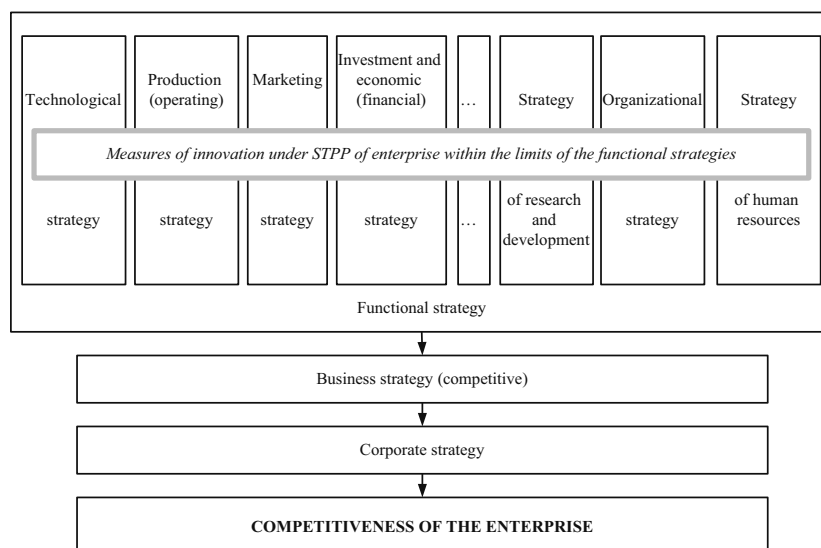 Technological
Production
(operating)
Marketing
Investment and
economic
(financial)
…
Strategy
Organizational
Strategy
Measures of innovation under STPP of enterprise within the limits of the functional strategies
strategy
strategy
strategy
strategy
…
of research
and
development
strategy
of human
resources
Functional strategy
Business strategy (competitive)
Corporate strategy
COMPETITIVENESS OF THE ENTERPRISE